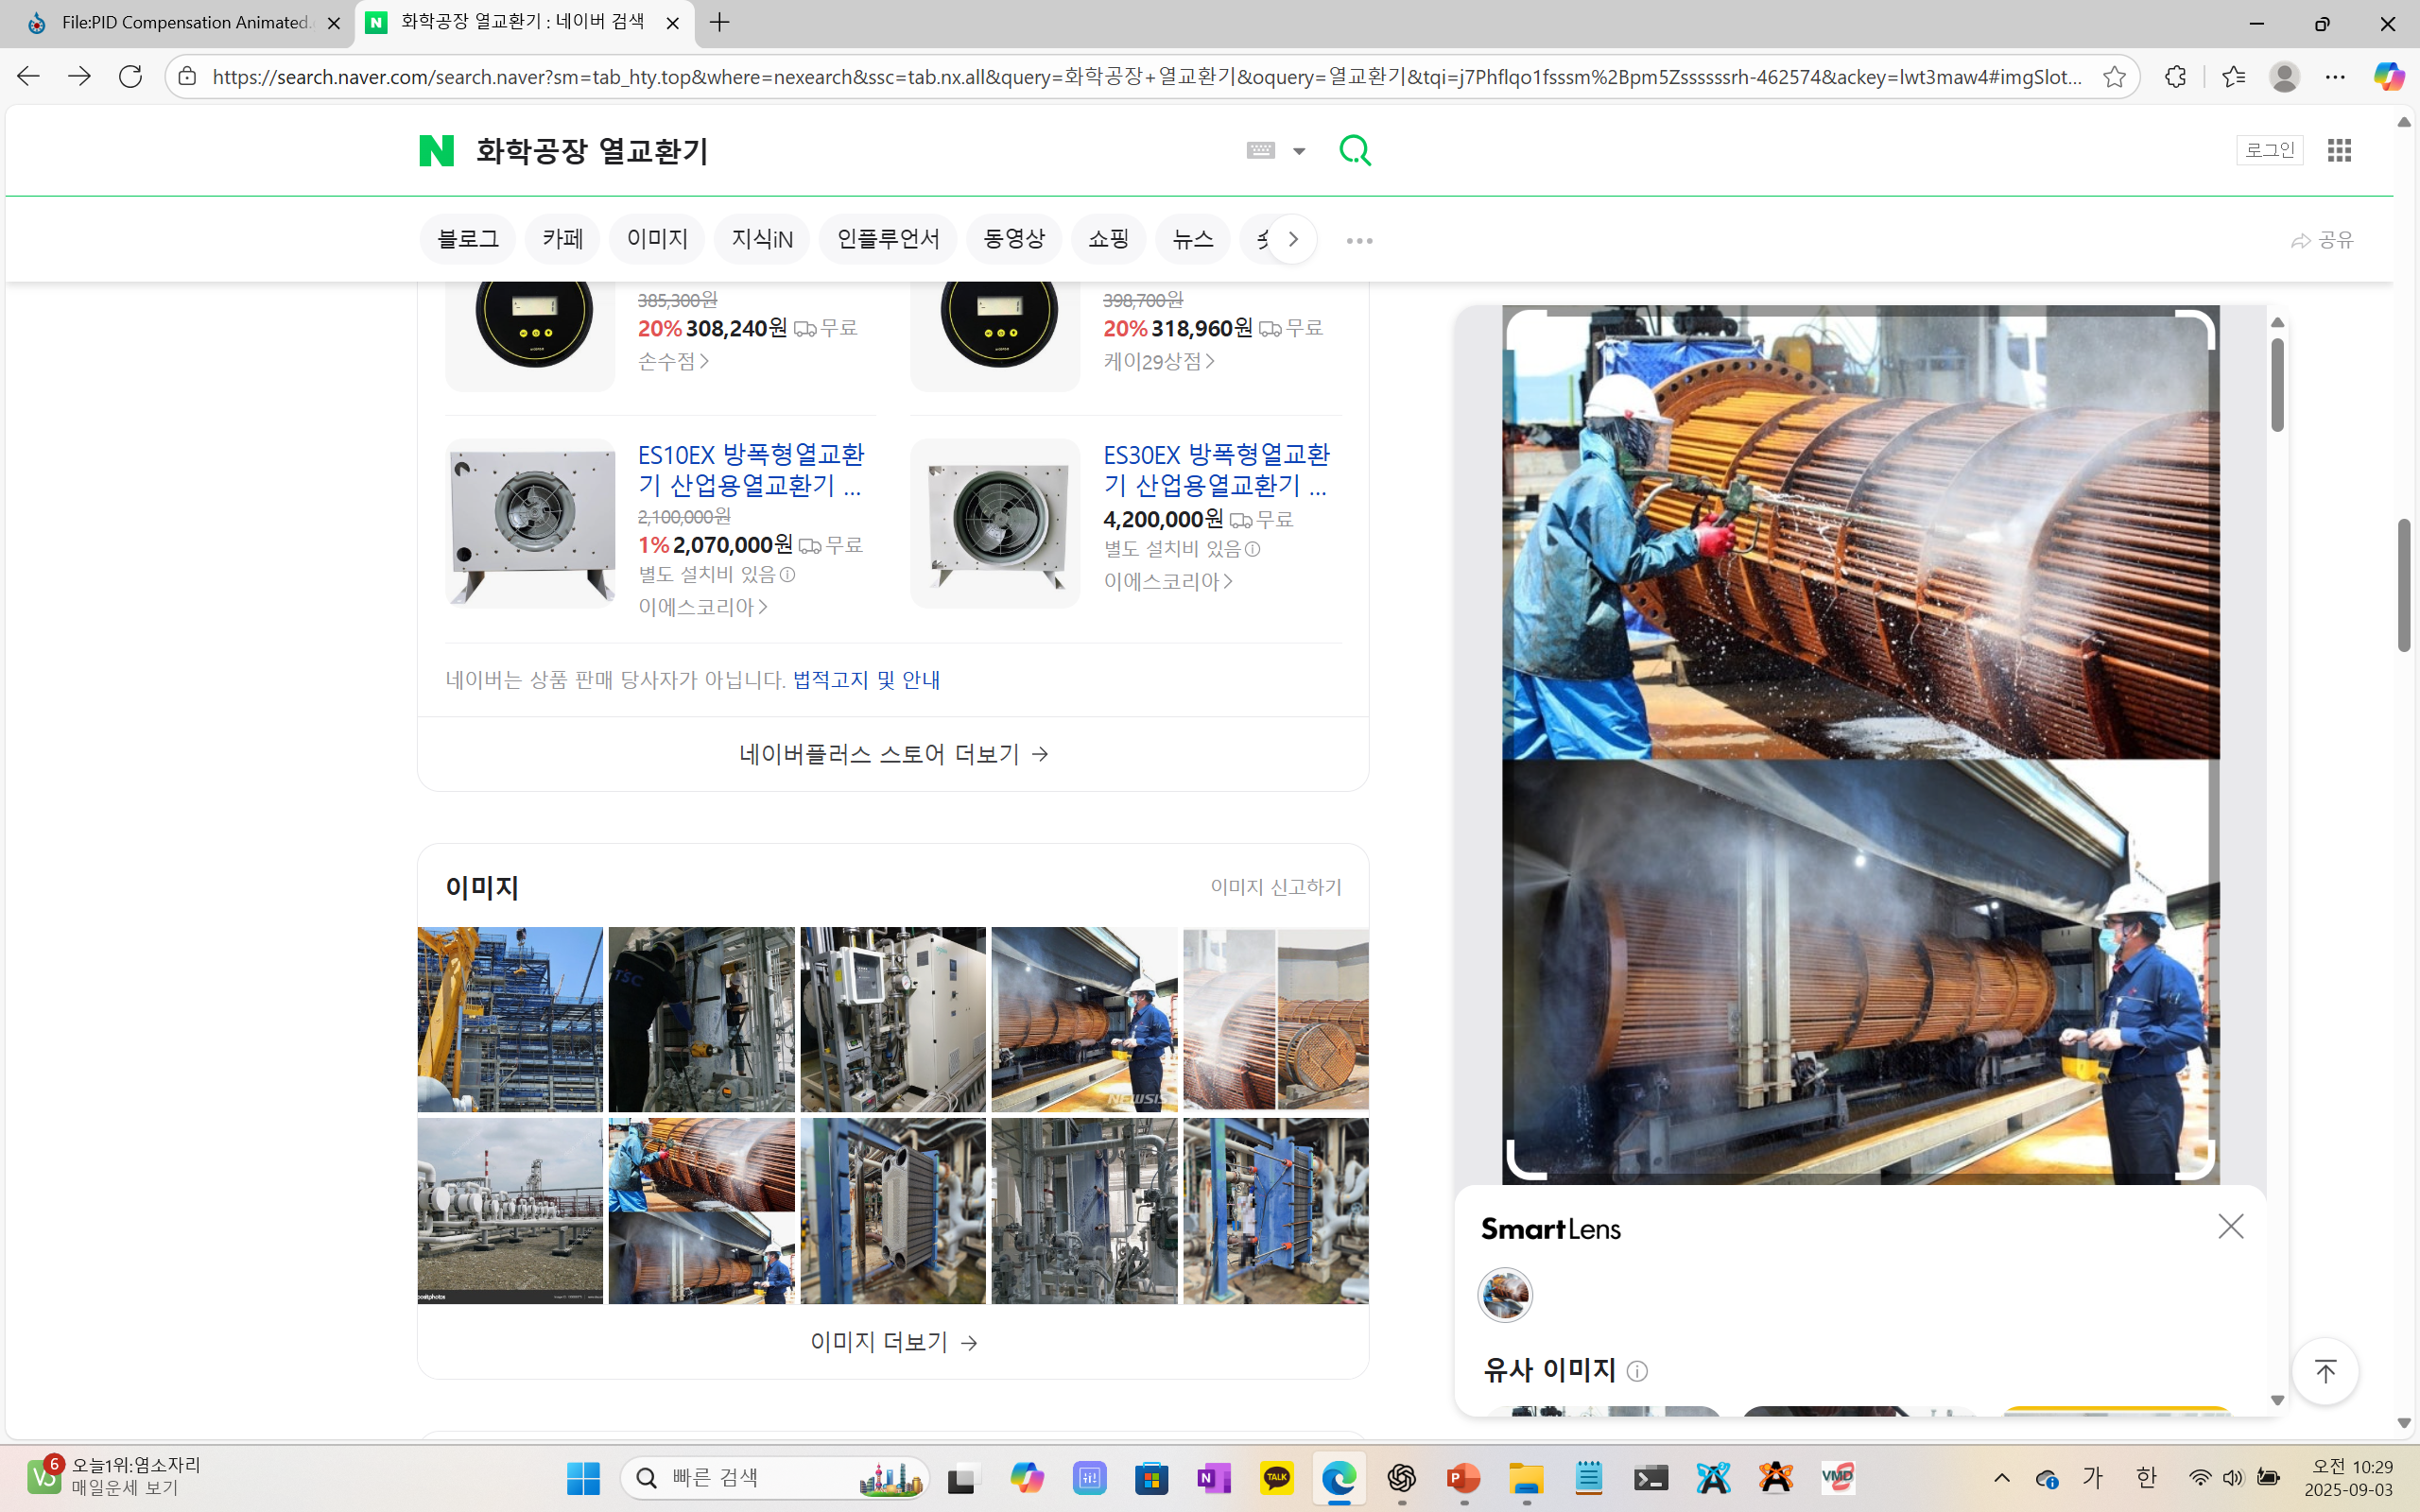 File:PID Compensation Animated.
화학공장 열교환기 : 네이버 검색
https://search.naver.com/search.naver?sm=tab_hty.top&where=nexearch&ssc=tab.nx.all&query=화학공장+열교환기&oquery=열교환기&tqi=j7Phflqo1fsssm%2Bpm5Zssssssrh-462574&ackey=lwt3maw4#imgSlot...
N 화학공장 열교환기
로그인
블로그 카페 이미지 지식iN 인플루언서 동영상 쇼핑 뉴스
공유
385,300원
20% 308,240원 무료
손수점
398,700원
20% 318,960원 무료
케이29상점
ES10EX 방폭형열교환
기 산업용열교환기 ...
2,100,000원
1% 2,070,000원 무료
별도 설치비 있음
이에스코리아
ES30EX 방폭형열교환
기 산업용열교환기 ...
4,200,000원 무료
별도 설치비 있음
이에스코리아
네이버는 상품 판매 당사자가 아닙니다. 법적고지 및 안내
네이버플러스 스토어 더보기
이미지
이미지 신고하기
TSC
NEWSIS
이미지 더보기
SmartLens
유사 이미지
6
오늘1위:염소자리
매일운세 보기
빠른 검색
TALK
VMD
가
한
오전 10:29
2025-09-03